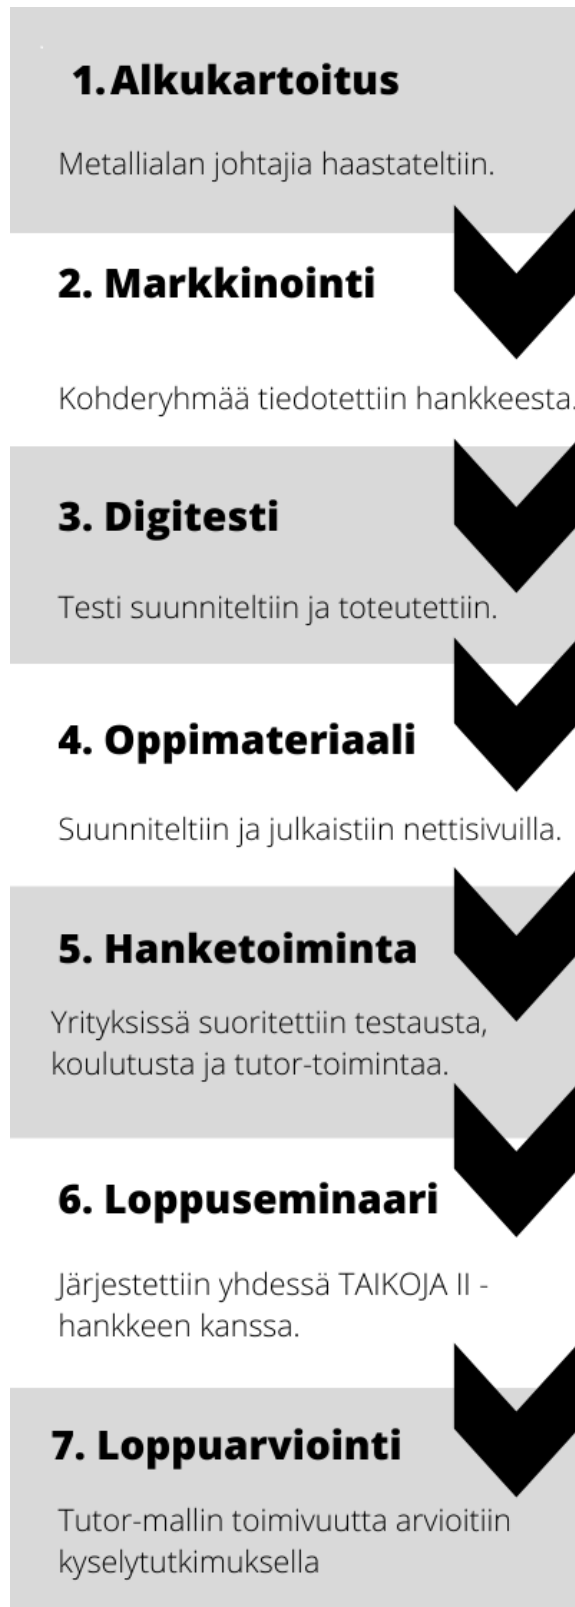 1. Alkukartoitus
Metallialan johtajia haastateltiin.
2. Markkinointi
Kohderyhmää tiedotettiin hankkeesta.
3. Digitesti
Testi suunniteltiin ja toteutettiin.
4. Oppimateriaali
Suunniteltiin ja julkaistiin nettisivuilla.
5. Hanketoiminta
Yrityksissä suoritettiin testausta,
koulutusta ja tutor-toimintaa.
6. Loppuseminaari
Järjestettiin yhdessä TAIKOJA II -
hankkeen kanssa.
7. Loppuarviointi
Tutor-mallin toimivuutta arvioitiin
kyselytutkimuksella